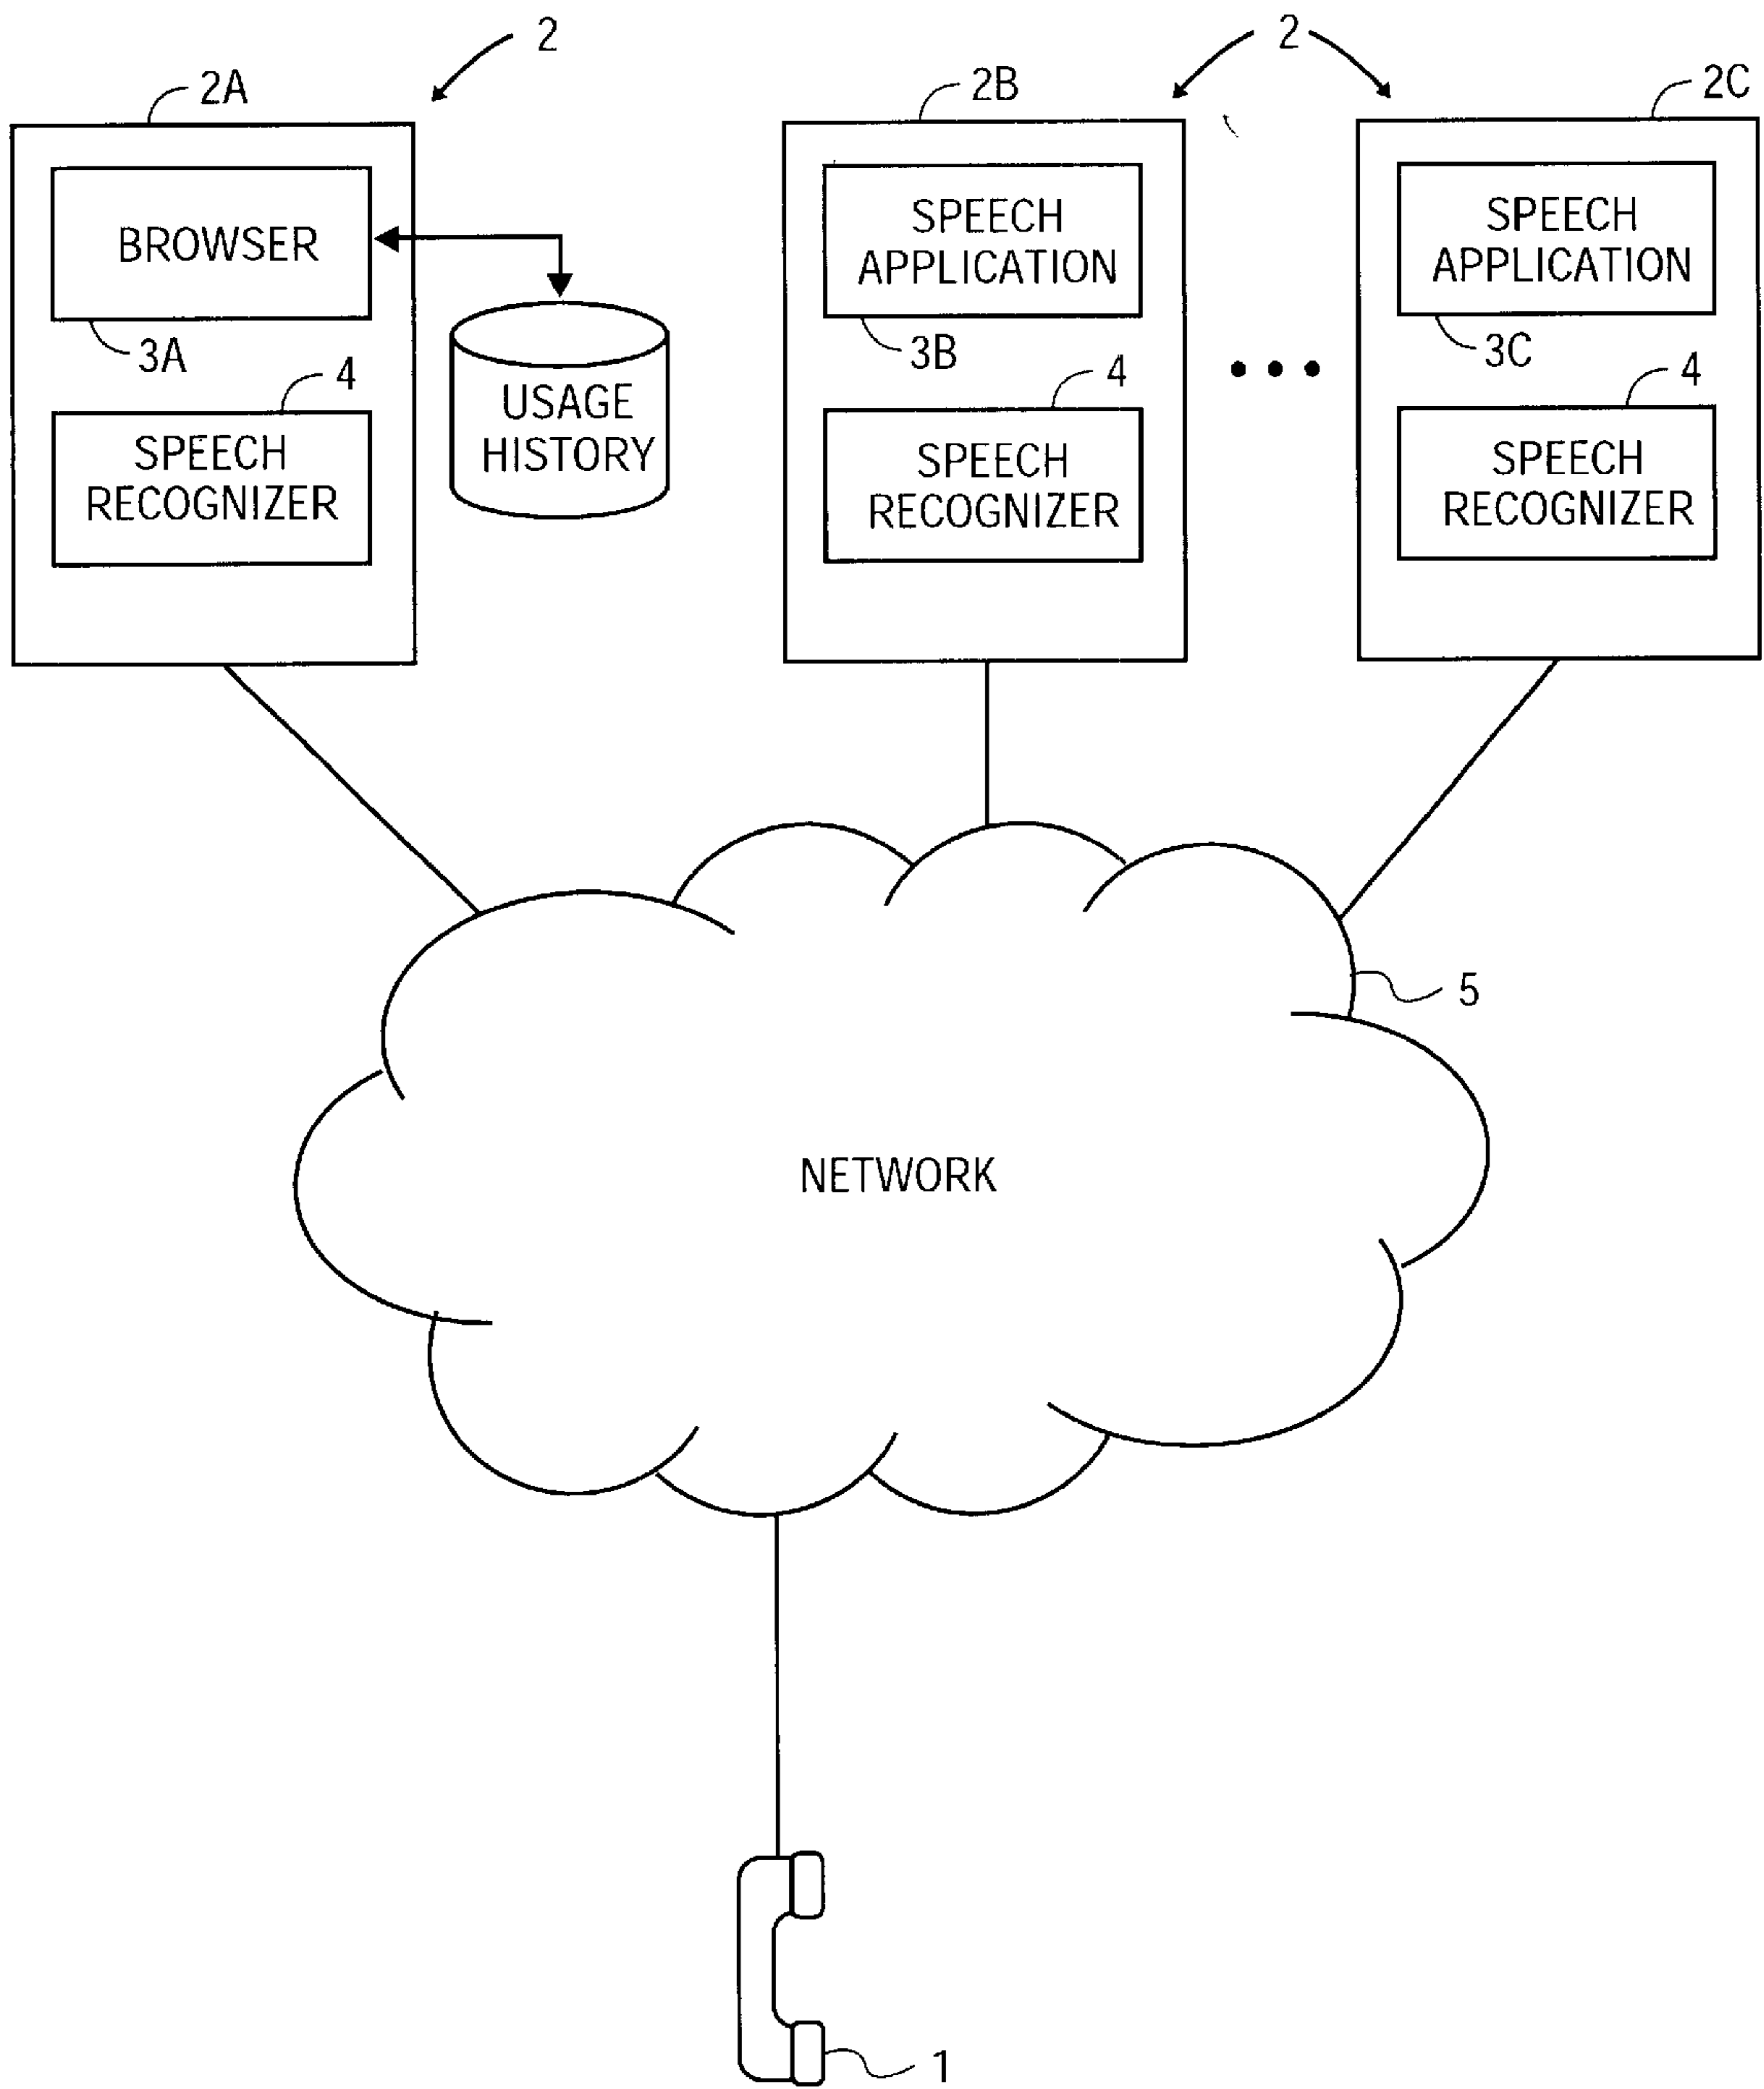 2
2
2A
2B
2C
BROWSER
SPEECH
APPLICATION
SPEECH
APPLICATION
3A
3B
3C
4
4
4
USAGE
HISTORY
SPEECH
RECOGNIZER
SPEECH
RECOGNIZER
SPEECH
RECOGNIZER
5
NETWORK
1